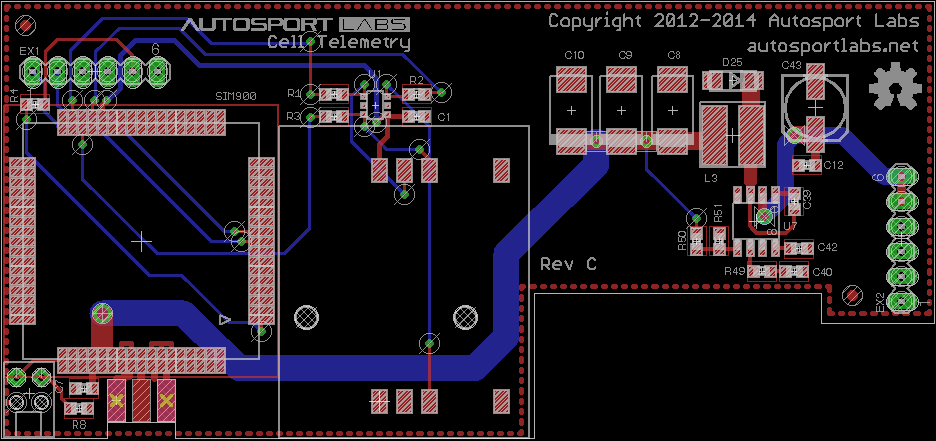 AUTOSPORT LABS
Copyright 2012-2014 Autosport Labs
Cell Telemetry
autosportlabs.net
EX1
6
C10
C9
C8
C43
D25
U1
R2
R4
R1
SIM900
R3
C1
C12
L3
6
C39
R50
R51
8
U7
C42
Rev C
R49
C40
EX2
R8